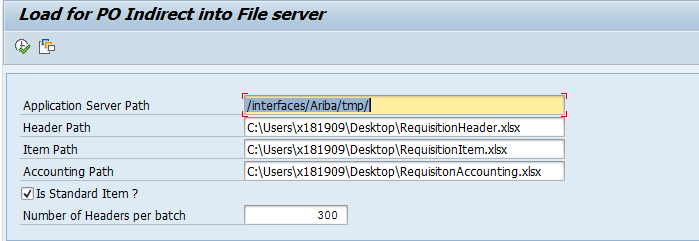 Load for PO Indirect into File server
Application Server Path /interfaces/Ariba/tmp/
Header Path C:\Users\x181909\Desktop\RequisitionHeader.xlsx
Item Path C:\Users\x181909\Desktop\RequisitionItem.xlsx
Accounting Path C:\Users\x181909\Desktop\RequisitonAccounting.xlsx
Is Standard Item ?
Number of Headers per batch 300